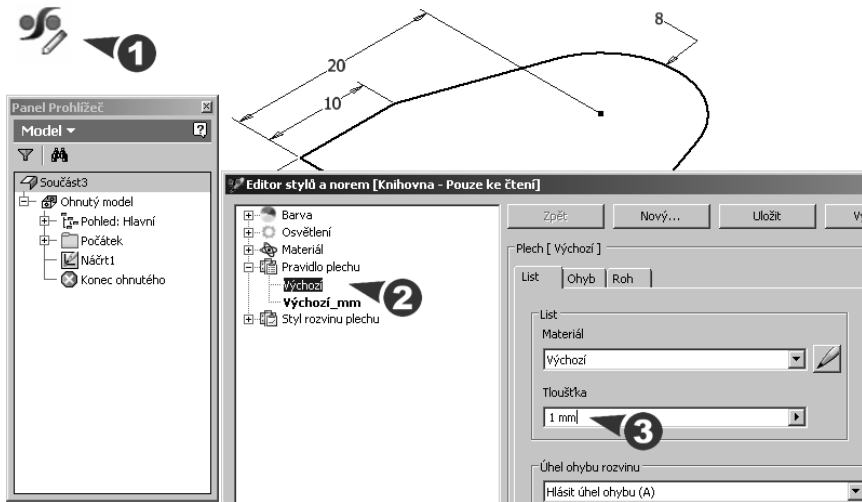 1
20
10
8
Panel Prohlížeč
Model
Součást3
Ohnutý model
Pohled: Hlavní
Počátek
Náčrt1
Konec ohnutého
Editor stylů a norem [Knihovna - Pouze ke čtení]
Barva
Osvětlení
Materiál
Pravidlo plechu
Výchozí
Výchozí_mm
Styl rozvinu plechu
2
Zpět
Nový...
Uložit
Plech [ Výchozí ]
List
Ohyb
Roh
List
Materiál
Výchozí
Tloušťka
1 mm
3
Úhel ohybu rozvinu
Hlásit úhel ohybu (A)